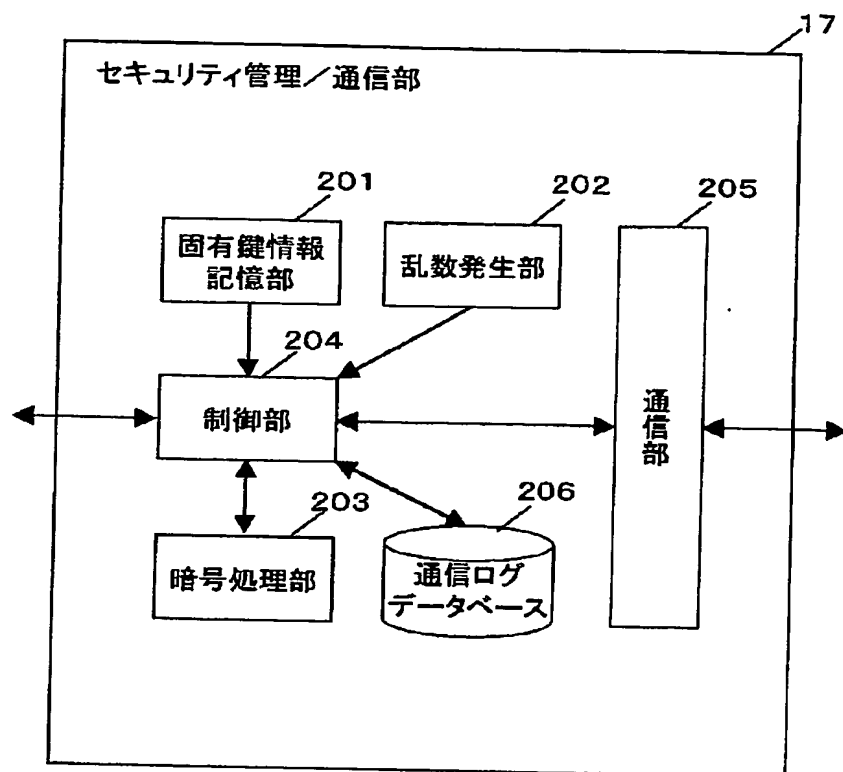 17
セキュリティ管理／通信部
201
固有鍵情報
記憶部
202
乱数発生部
205
通信部
204
制御部
203
暗号処理部
206
通信ログ
データベース